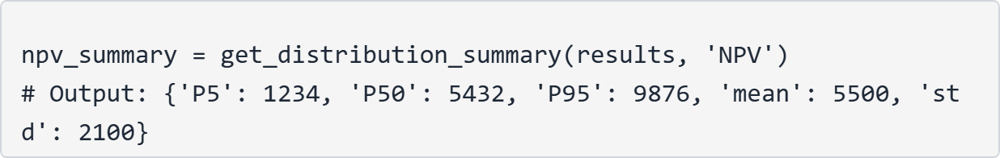 npv_summary = get_distribution_summary(results, 'NPV')
# Output: {'P5': 1234, 'P50': 5432, 'P95': 9876, 'mean': 5500, 'st
d': 2100}